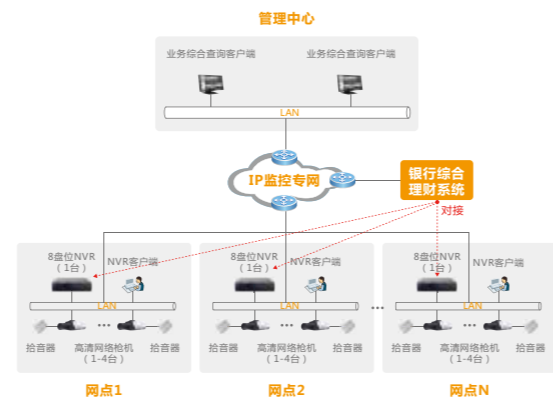 管理中心
业务综合查询客户端 业务综合查询客户端
LAN
IP监控专网
银行综合
理财系统
对接
8盘位NVR
（1台）
NVR客户端
LAN
拾音器 高清网络枪机 拾音器
（1-4台）
网点1
8盘位NVR
（1台）
NVR客户端
LAN
拾音器 高清网络枪机 拾音器
（1-4台）
网点2
8盘位NVR
（1台）
NVR客户端
LAN
拾音器 高清网络枪机 拾音器
（1-4台）
网点N